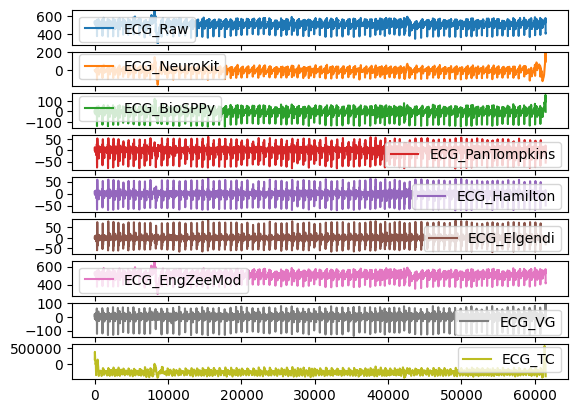 600
400
ECG_Raw
200
0
ECG_NeuroKit
100
0
−100
ECG_BioSPPy
50
0
−50
ECG_PanTompkins
50
0
−50
ECG_Hamilton
50
0
−50
ECG_Elgendi
600
400
ECG_EngZeeMod
100
0
−100
ECG_VG
500000
0
ECG_TC
0 10000 20000 30000 40000 50000 60000